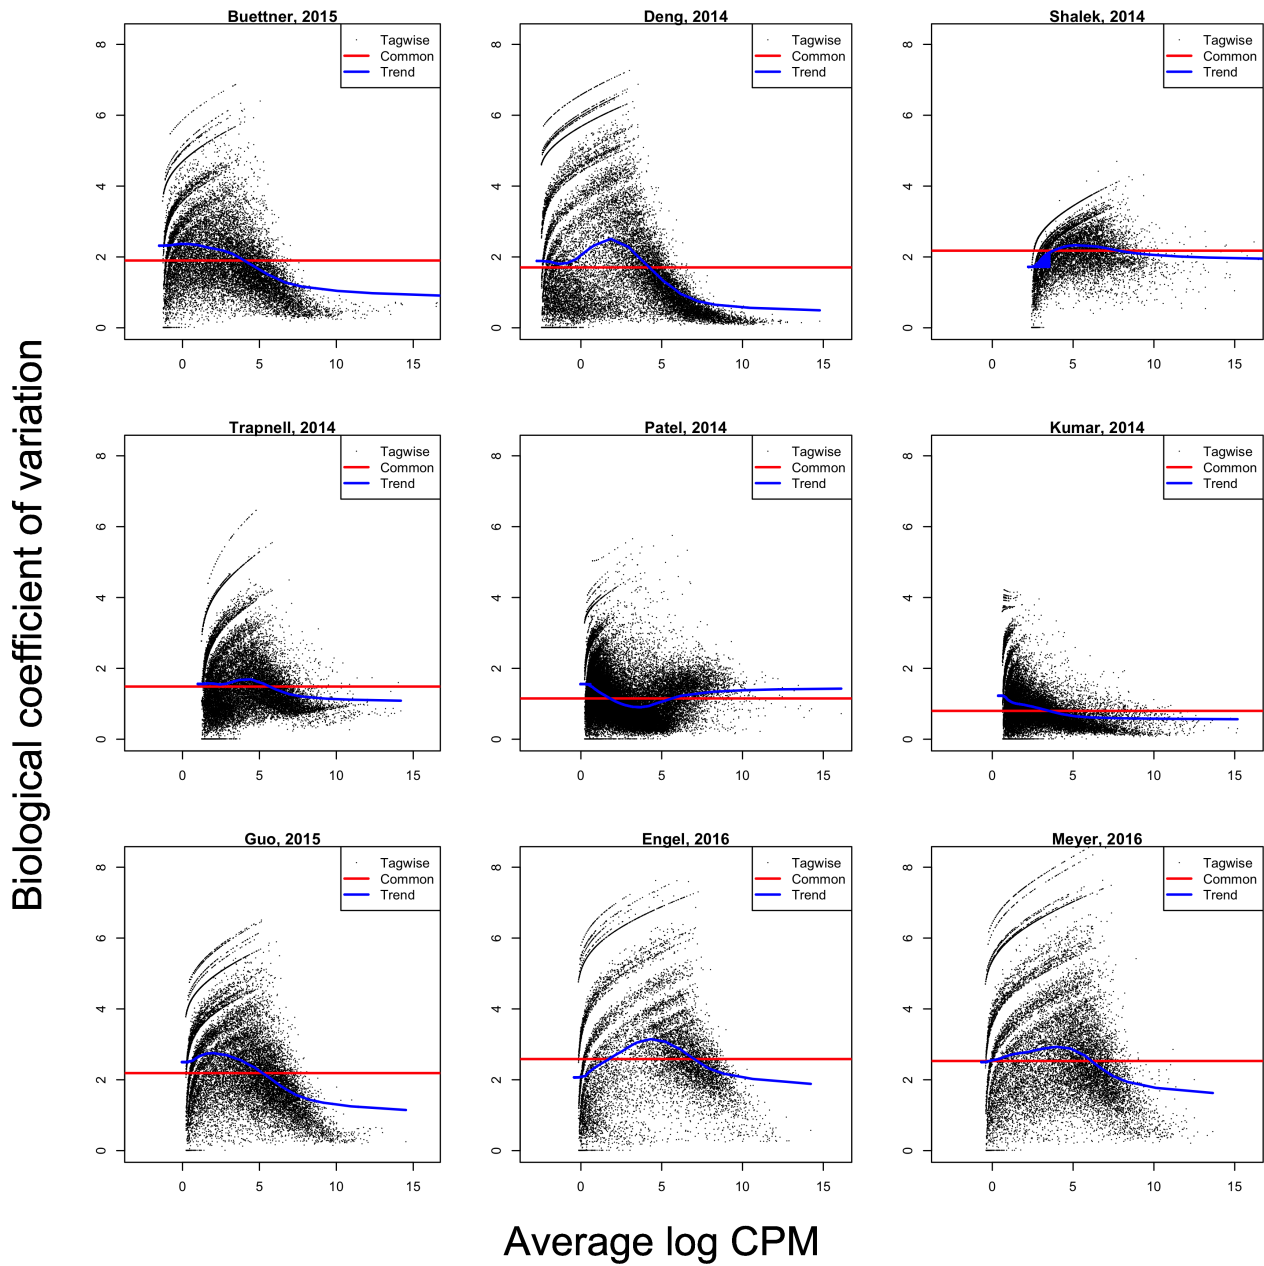 Buettner, 2015
8
6
4
2
0
0 5 10 15
Tagwise
Common
Trend
Deng, 2014
8
6
4
2
0
0 5 10 15
Tagwise
Common
Trend
Shalek, 2014
8
6
4
2
0
0 5 10 15
Tagwise
Common
Trend
Trapnell, 2014
8
6
4
2
0
0 5 10 15
Tagwise
Common
Trend
Patel, 2014
8
6
4
2
0
0 5 10 15
Tagwise
Common
Trend
Kumar, 2014
8
6
4
2
0
0 5 10 15
Tagwise
Common
Trend
Guo, 2015
8
6
4
2
0
0 5 10 15
Tagwise
Common
Trend
Engel, 2016
8
6
4
2
0
0 5 10 15
Tagwise
Common
Trend
Meyer, 2016
8
6
4
2
0
0 5 10 15
Tagwise
Common
Trend
Biological coefficient of variation
Average log CPM